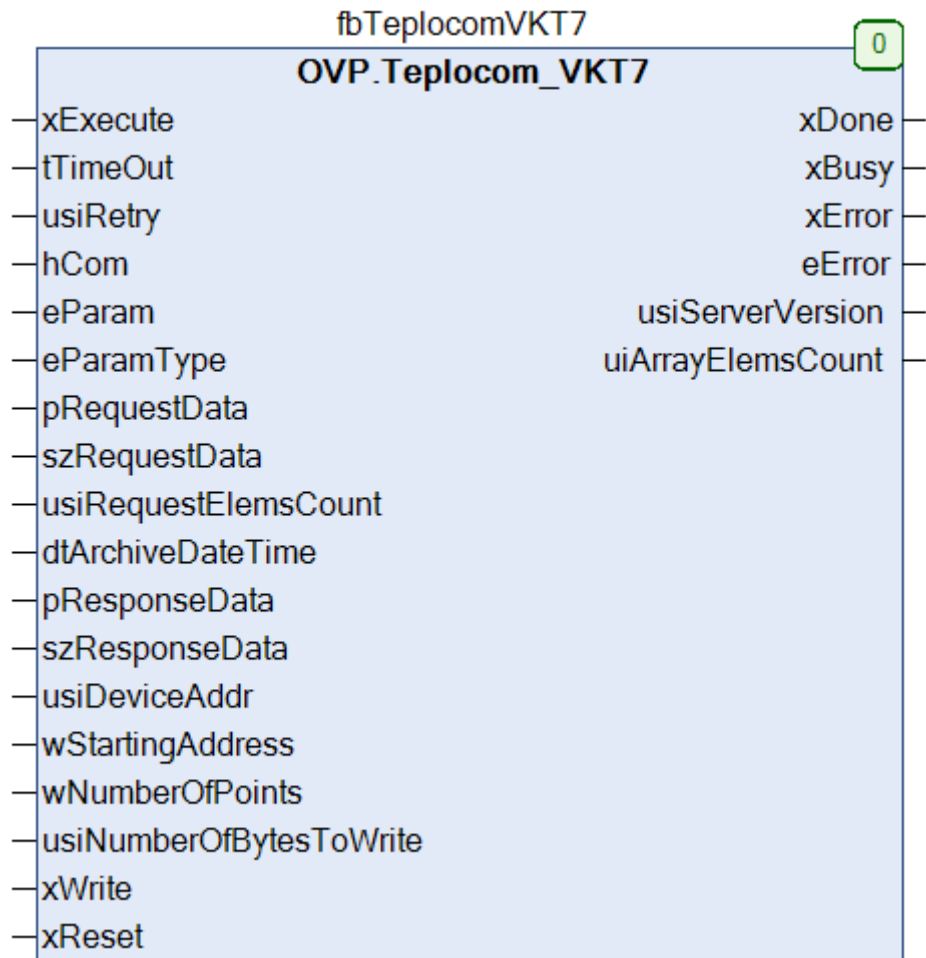 fbTeplocomVKT7
0
OVP.Teplocom_VKT7
xExecute xDone
tTimeOut xBusy
usiRetry xError
hCom eError
eParam usiServerVersion
eParamType uiArrayElemsCount
pRequestData
szRequestData
usiRequestElemsCount
dtArchiveDateTime
pResponseData
szResponseData
usiDeviceAddr
wStartingAddress
wNumberOfPoints
usiNumberOfBytesToWrite
xWrite
xReset